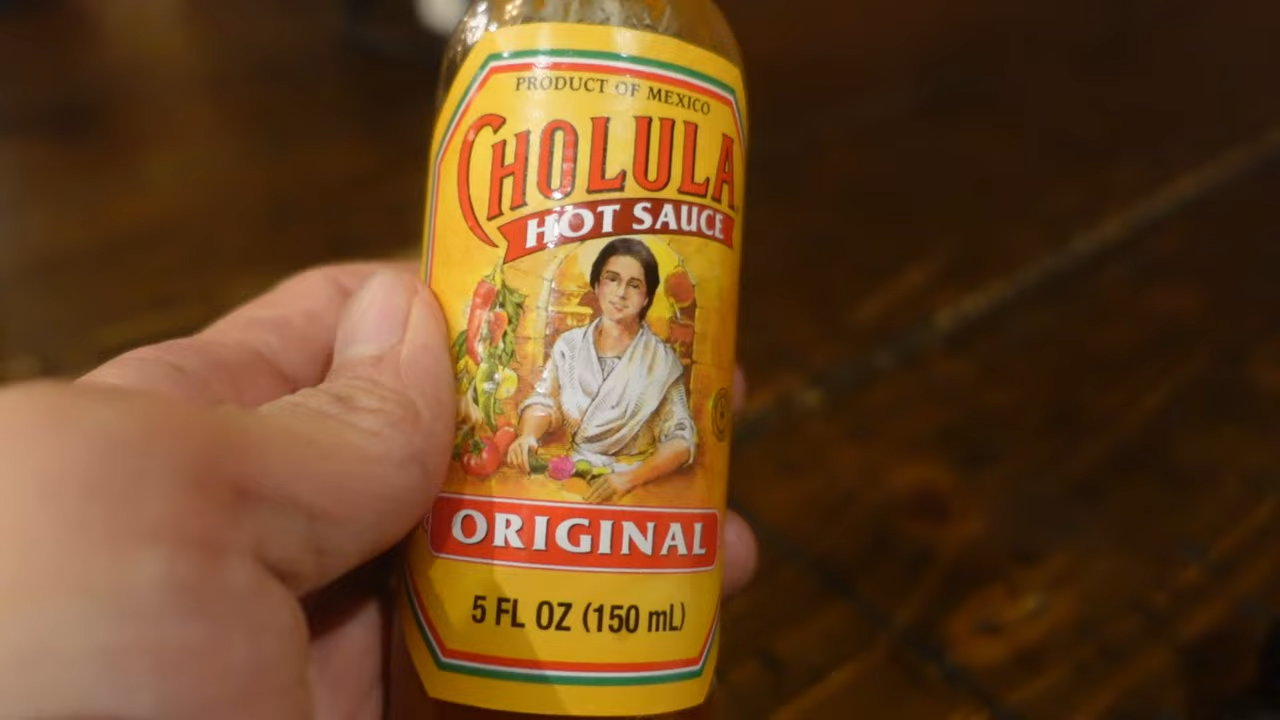 PRODUCT OF MEXICO
CHOLULA
HOT SAUCE
ORIGINAL
5 FL OZ (150 mL)